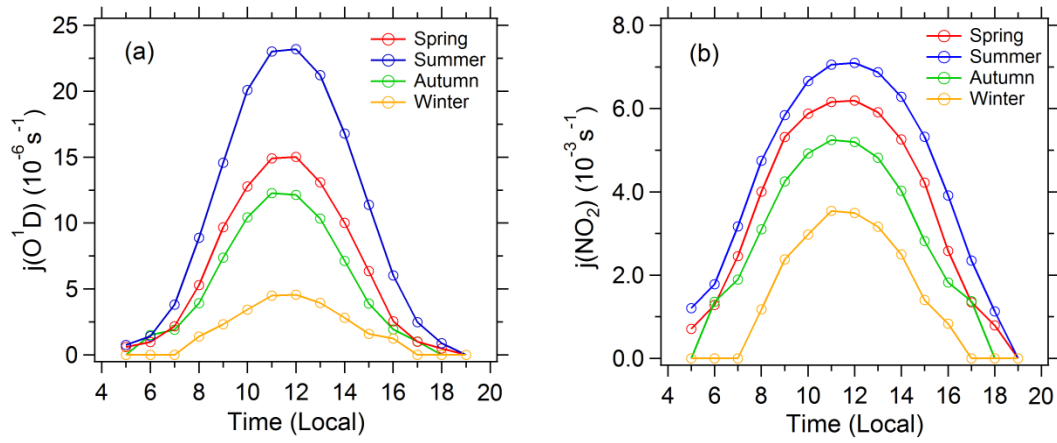 (a)
Spring
Summer
Autumn
Winter
j(O¹D) (10⁻⁶ s⁻¹)
25
20
15
10
5
0
4 6 8 10 12 14 16 18 20
Time (Local)
(b)
Spring
Summer
Autumn
Winter
j(NO₂) (10⁻³ s⁻¹)
8.0
6.0
4.0
2.0
0.0
4 6 8 10 12 14 16 18 20
Time (Local)